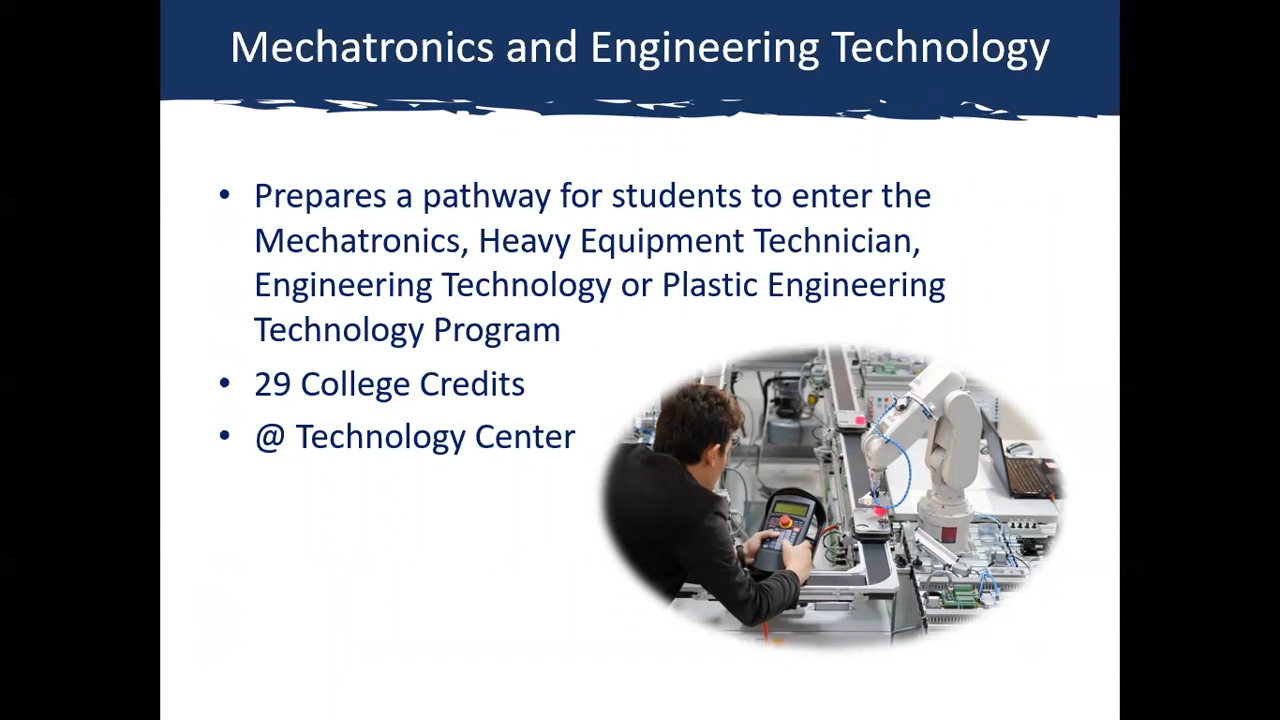 Mechatronics and Engineering Technology
• Prepares a pathway for students to enter the
Mechatronics, Heavy Equipment Technician,
Engineering Technology or Plastic Engineering
Technology Program
• 29 College Credits
• @ Technology Center